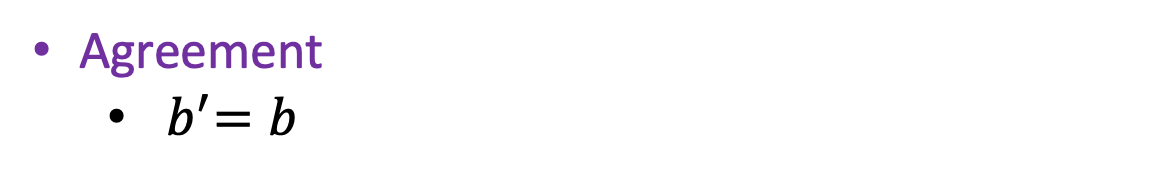 • Agreement
• b′= b